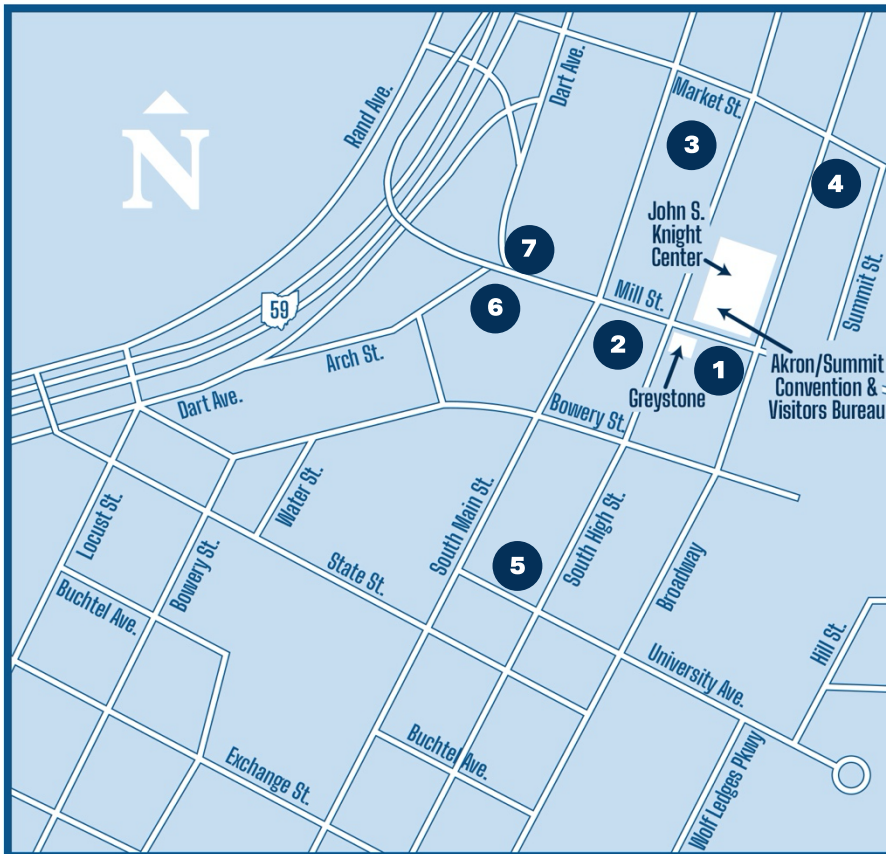 Rand Ave.
Dart Ave.
Market St.
N
3
4
John S.
Knight
Center
7
Summit St.
59
6
Mill St.
2
1
Arch St.
Akron/Summit
Convention &
Visitors Bureau
Greystone
Dart Ave.
Bowery St.
Water St.
South Main St.
South High St.
Locust St.
5
Bowery St.
State St.
Broadway
Buchtel Ave.
Hill St.
University Ave.
Buchtel Ave.
Exchange St.
Wolf Ledges Pkwy